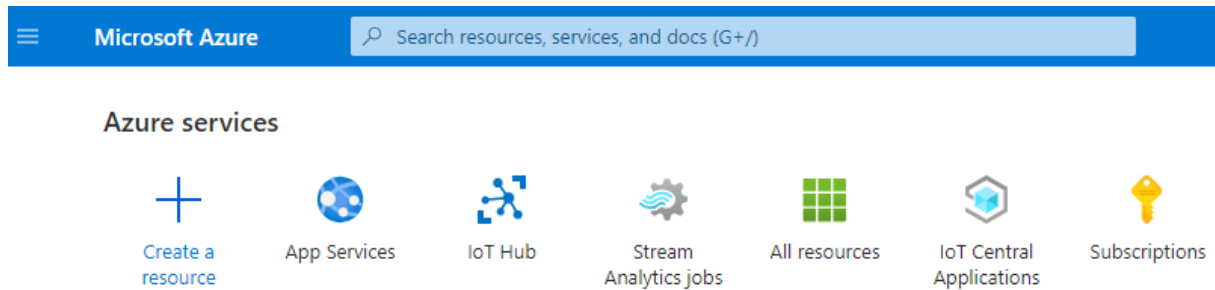 Microsoft Azure
Search resources, services, and docs (G+/)
Azure services
Create a
resource
App Services
IoT Hub
Stream
Analytics jobs
All resources
IoT Central
Applications
Subscriptions